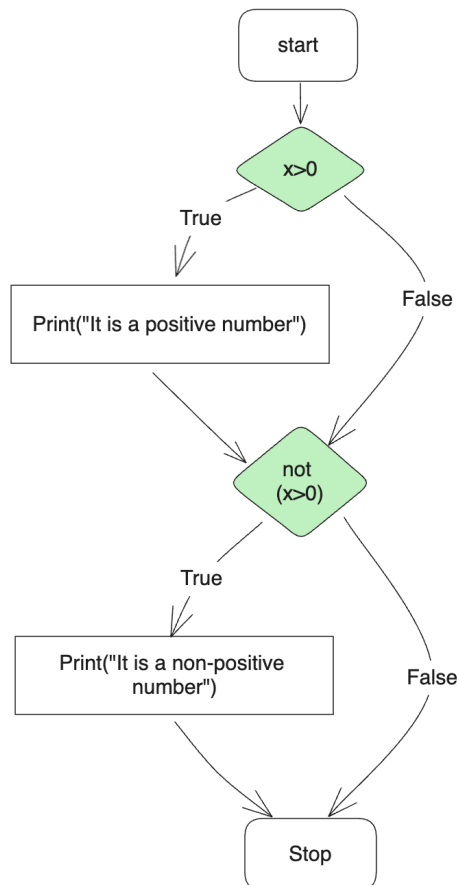 start
x>0
True
False
Print("It is a positive number")
not
(x>0)
True
False
Print("It is a non-positive
number")
Stop